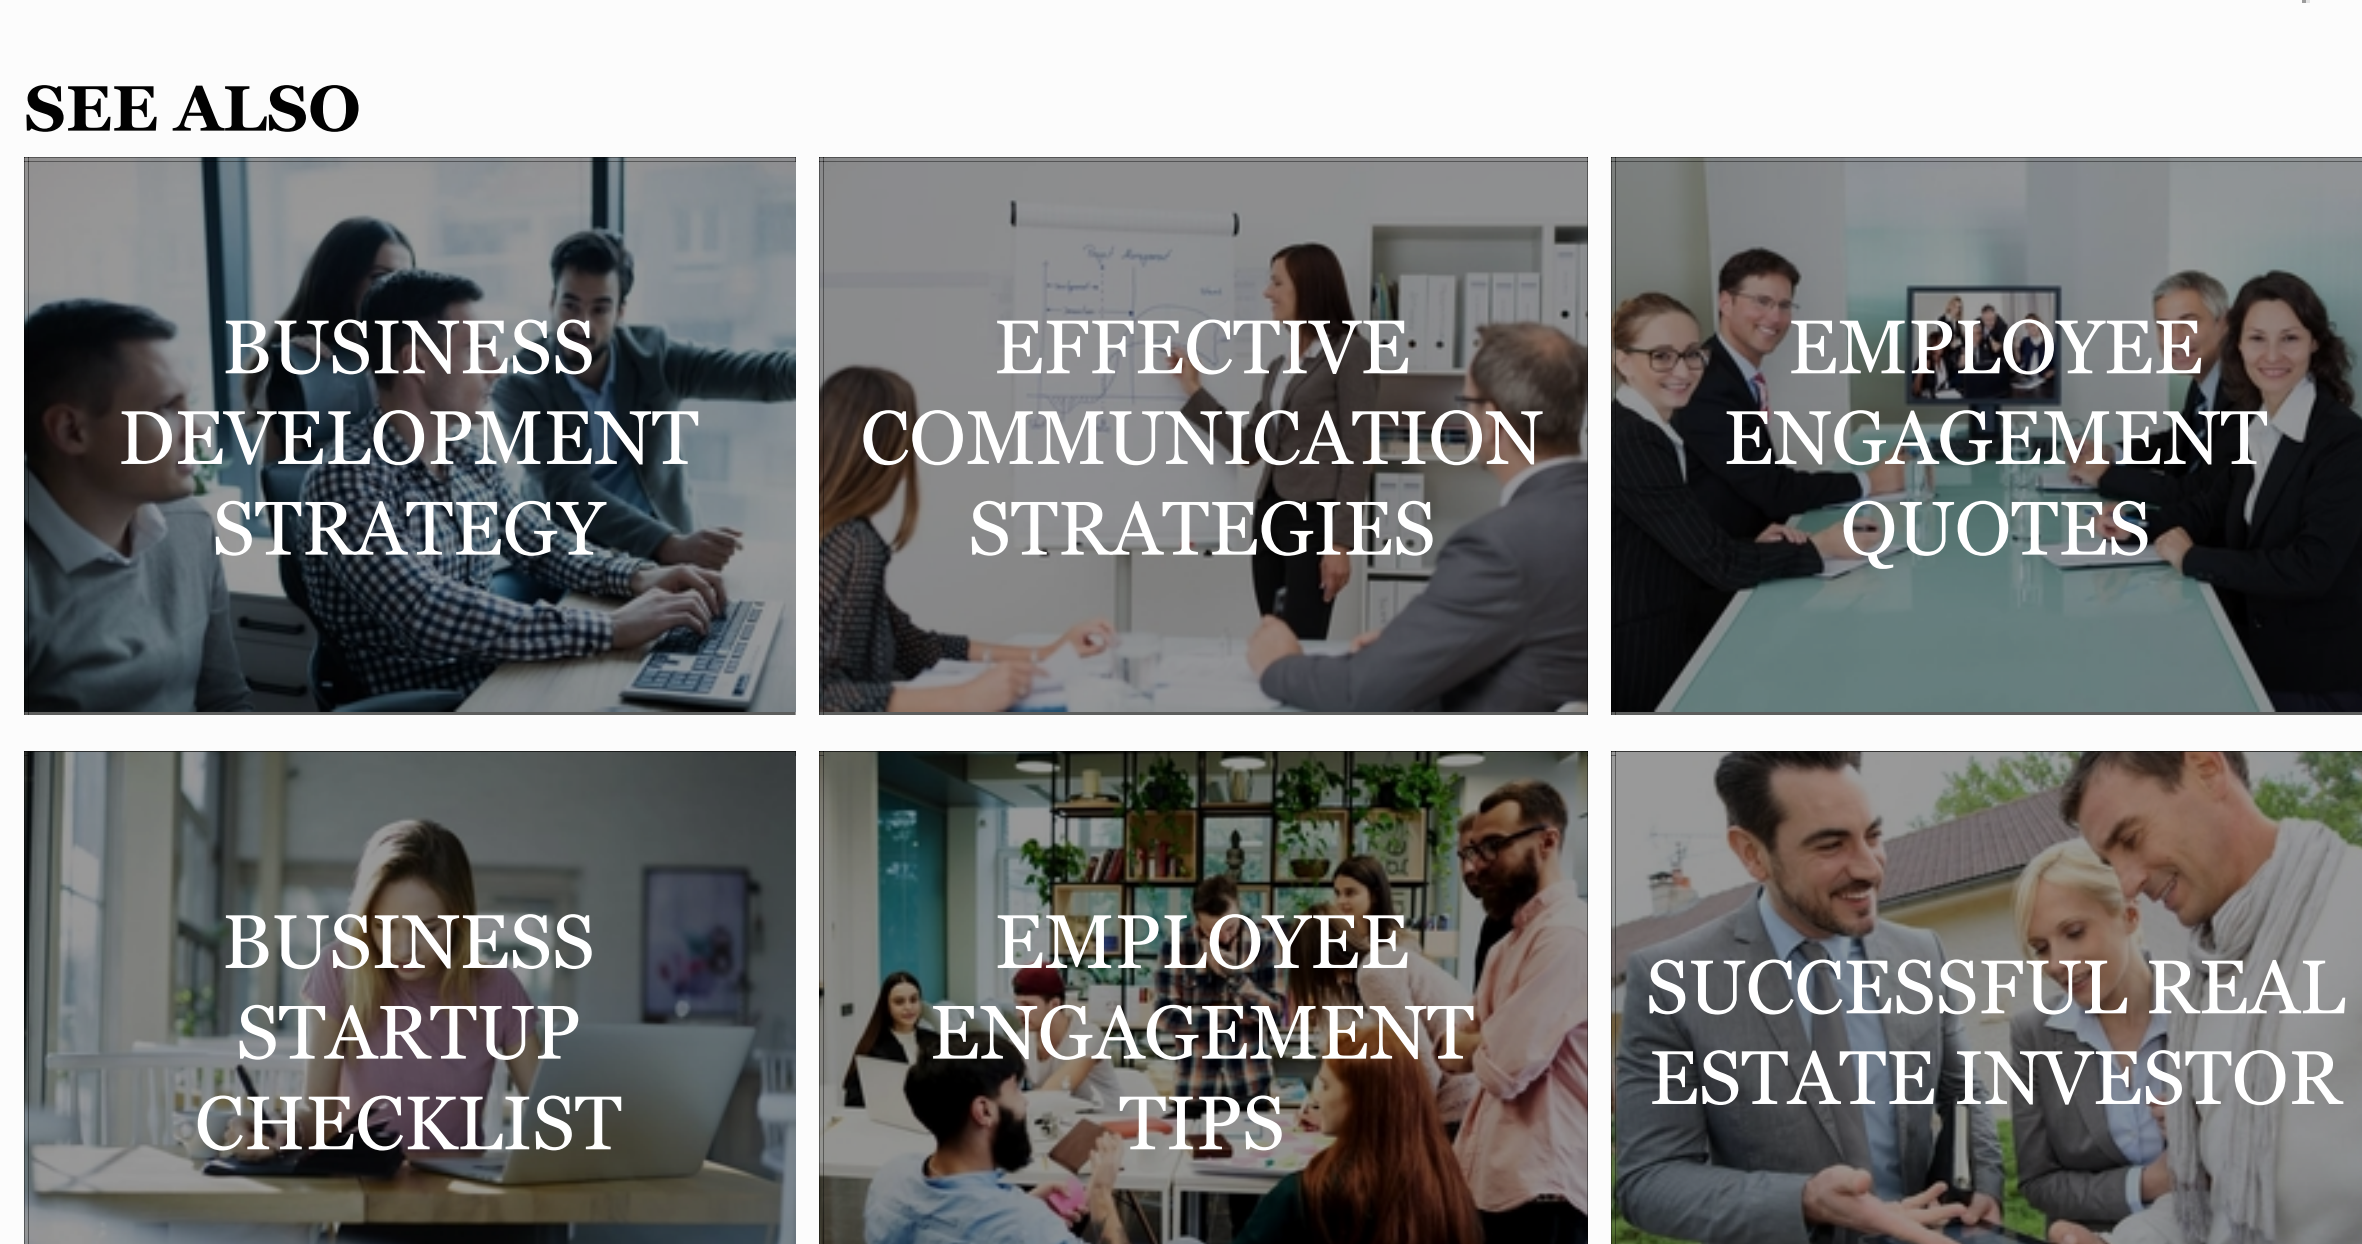 SEE ALSO
BUSINESS
DEVELOPMENT
STRATEGY
EFFECTIVE
COMMUNICATION
STRATEGIES
EMPLOYEE
ENGAGEMENT
QUOTES
BUSINESS
STARTUP
CHECKLIST
EMPLOYEE
ENGAGEMENT
TIPS
SUCCESSFUL REAL
ESTATE INVESTOR